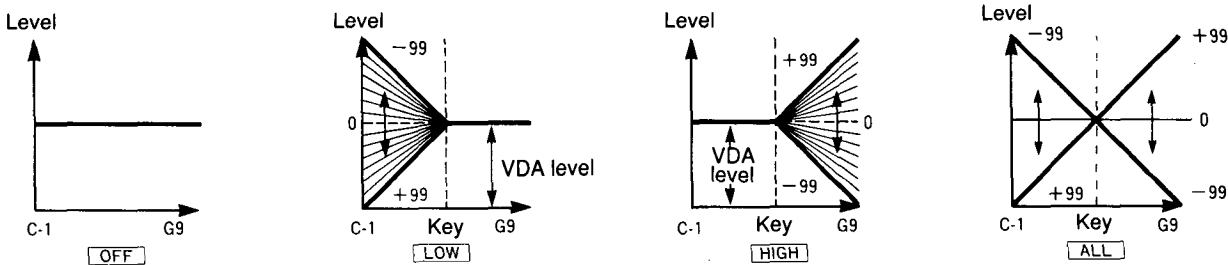 Level
C-1
G9
OFF
Level
−99
0
+99
VDA level
C-1
Key
G9
LOW
Level
+99
0
VDA
level
−99
C-1
Key
G9
HIGH
Level
−99
+99
0
+99
−99
C-1
Key
G9
ALL